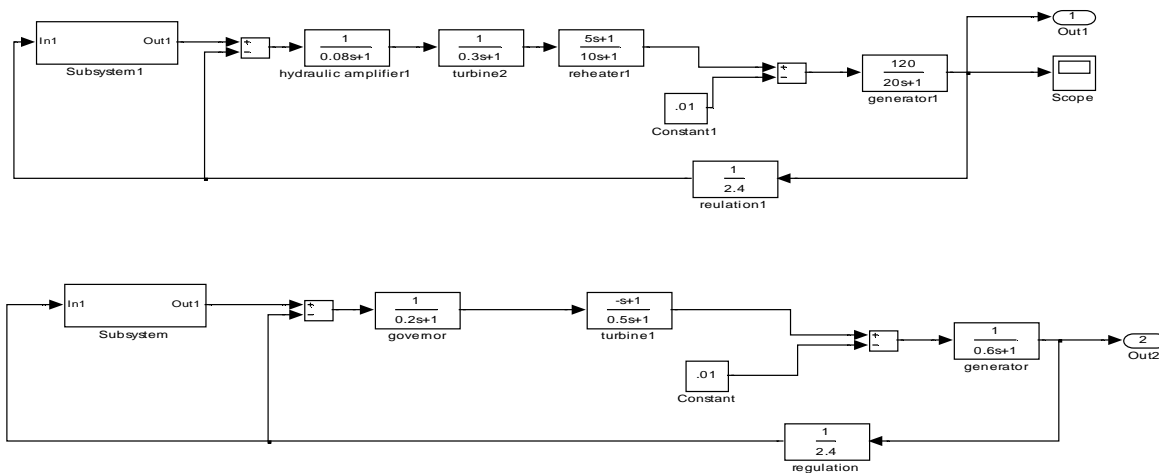 1
In1
Out1
+
−
1
0.08s+1
1
0.3s+1
5s+1
10s+1
+
−
120
20s+1
Out1
Subsystem1
hydraulic amplifier1
turbine2
reheater1
generator1
Scope
.01
Constant1
1
2.4
reulation1
In1
Out1
+
−
1
0.2s+1
-s+1
0.5s+1
+
−
1
0.6s+1
2
Subsystem
governor
turbine1
generator
Out2
.01
Constant
1
2.4
regulation